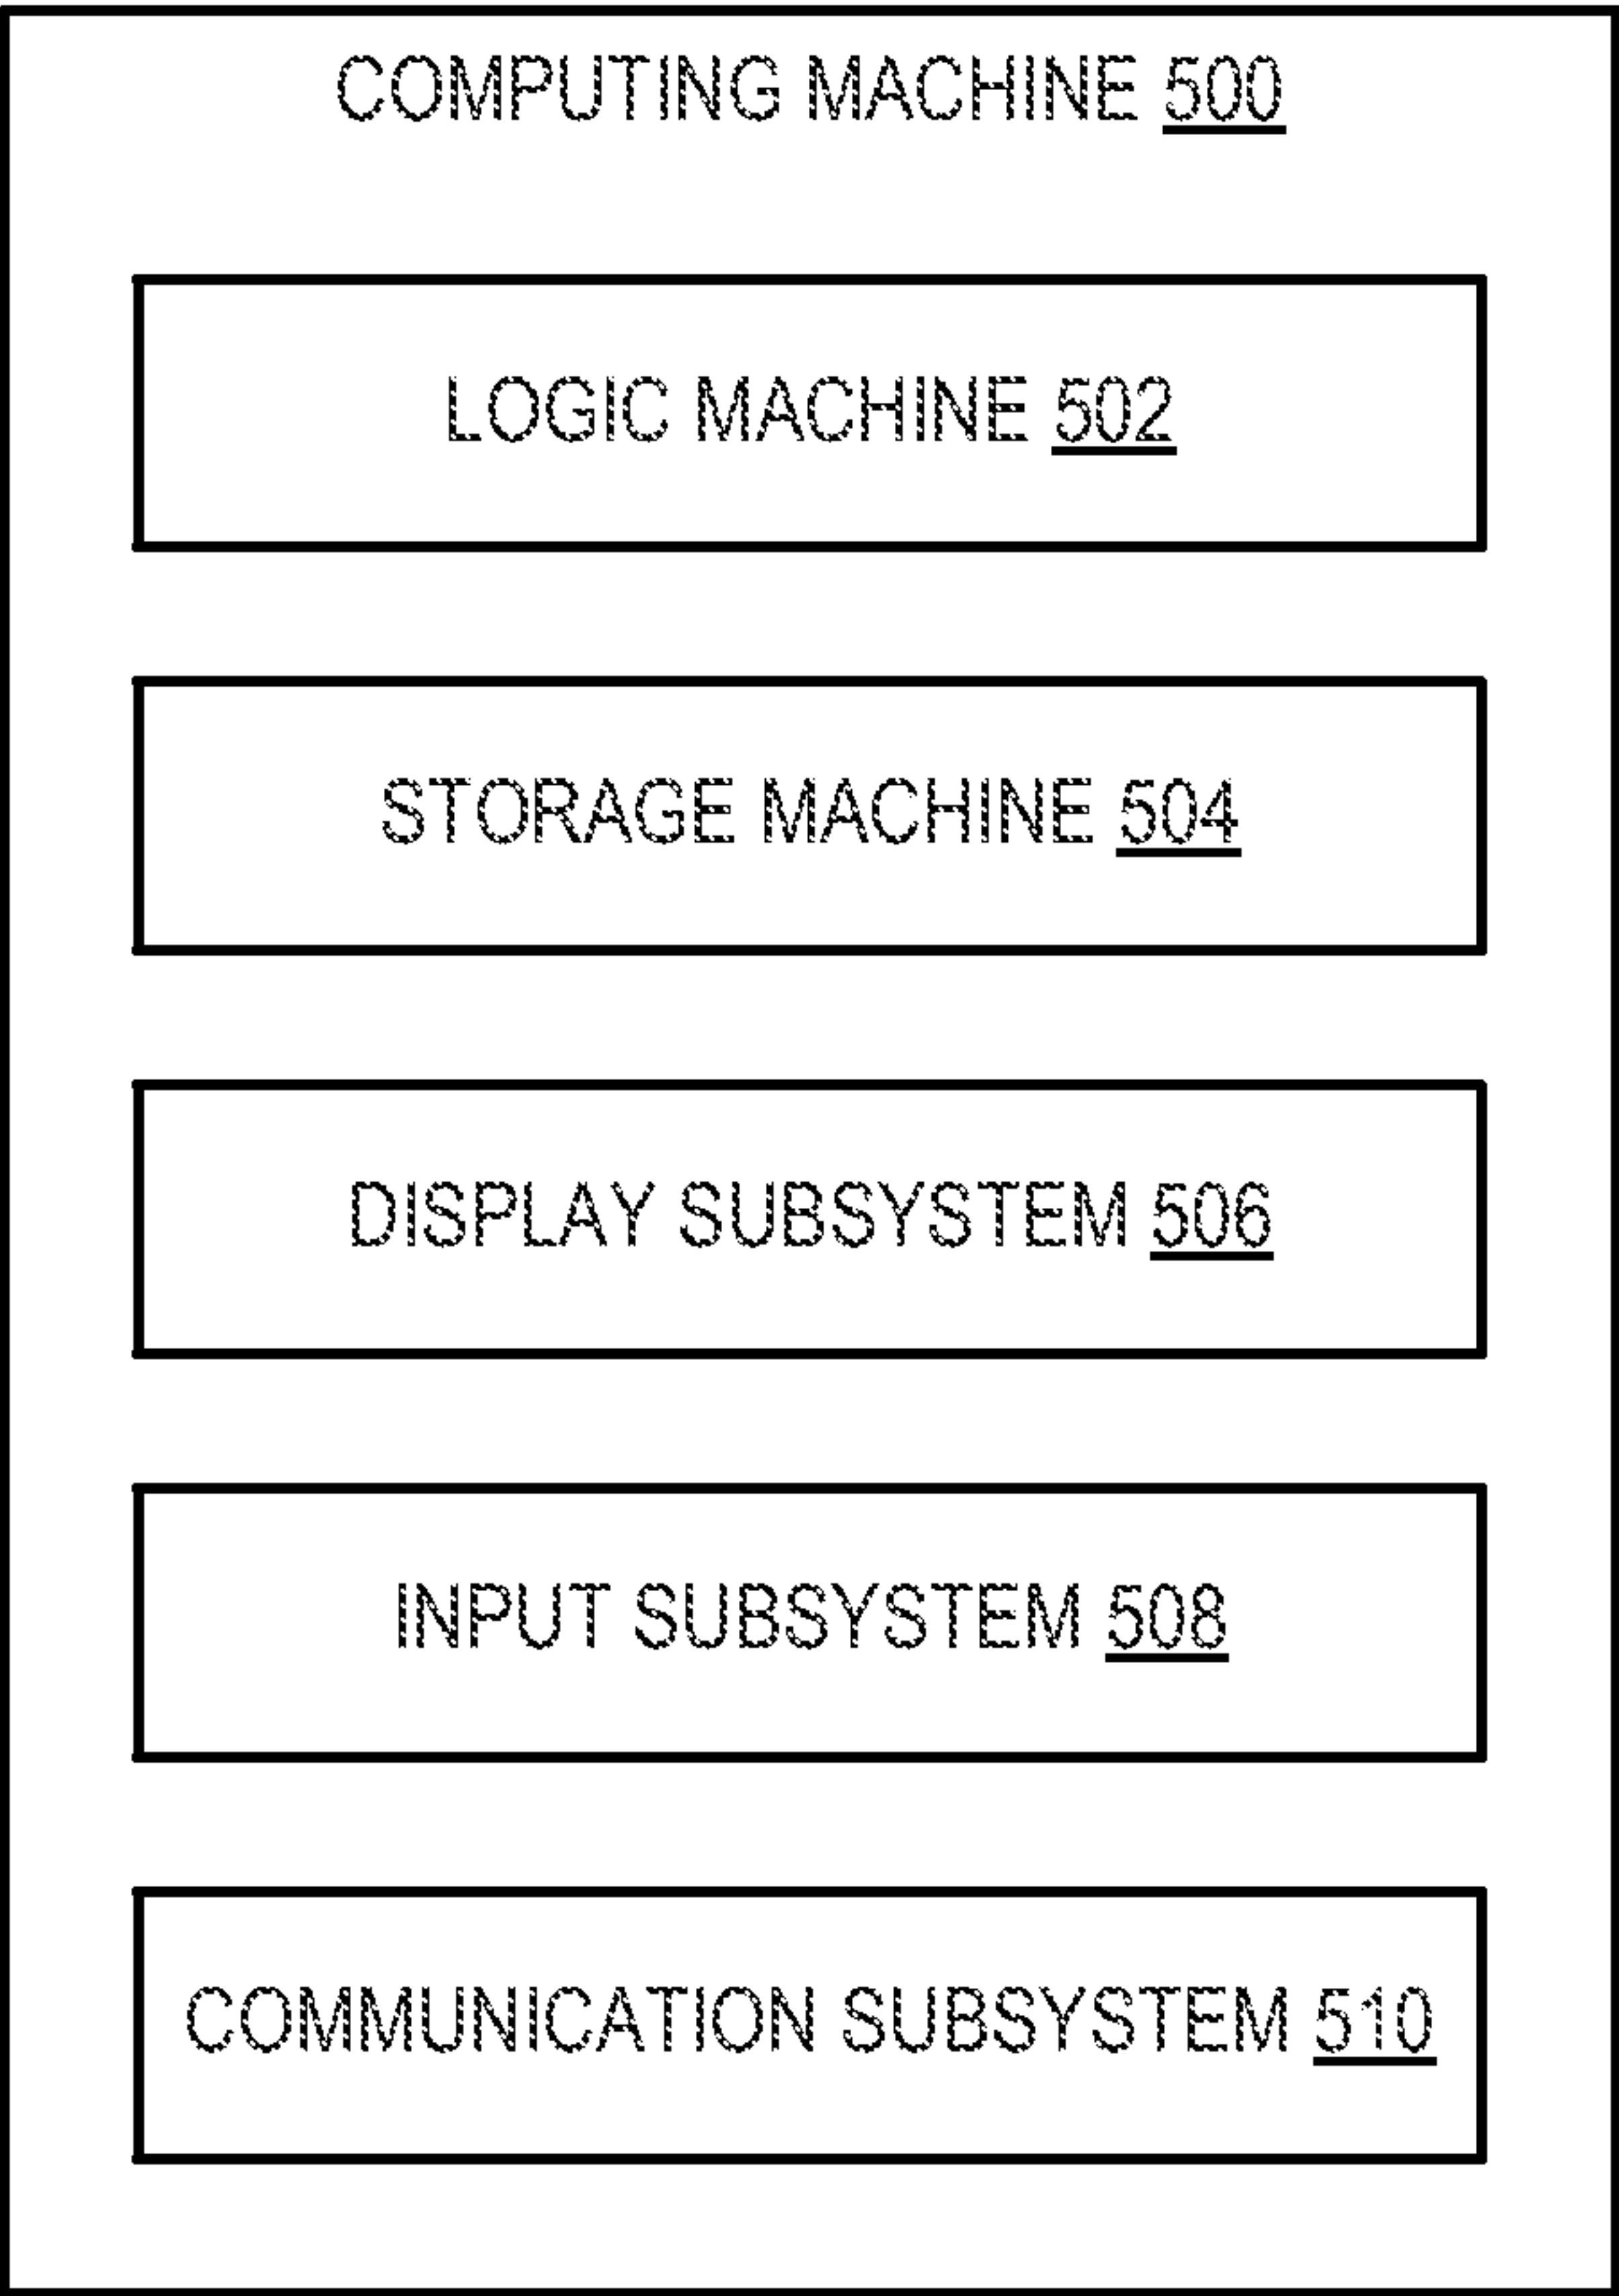 COMPUTING MACHINE 500
LOGIC MACHINE 502
STORAGE MACHINE 504
DISPLAY SUBSYSTEM 506
INPUT SUBSYSTEM 508
COMMUNICATION SUBSYSTEM 510